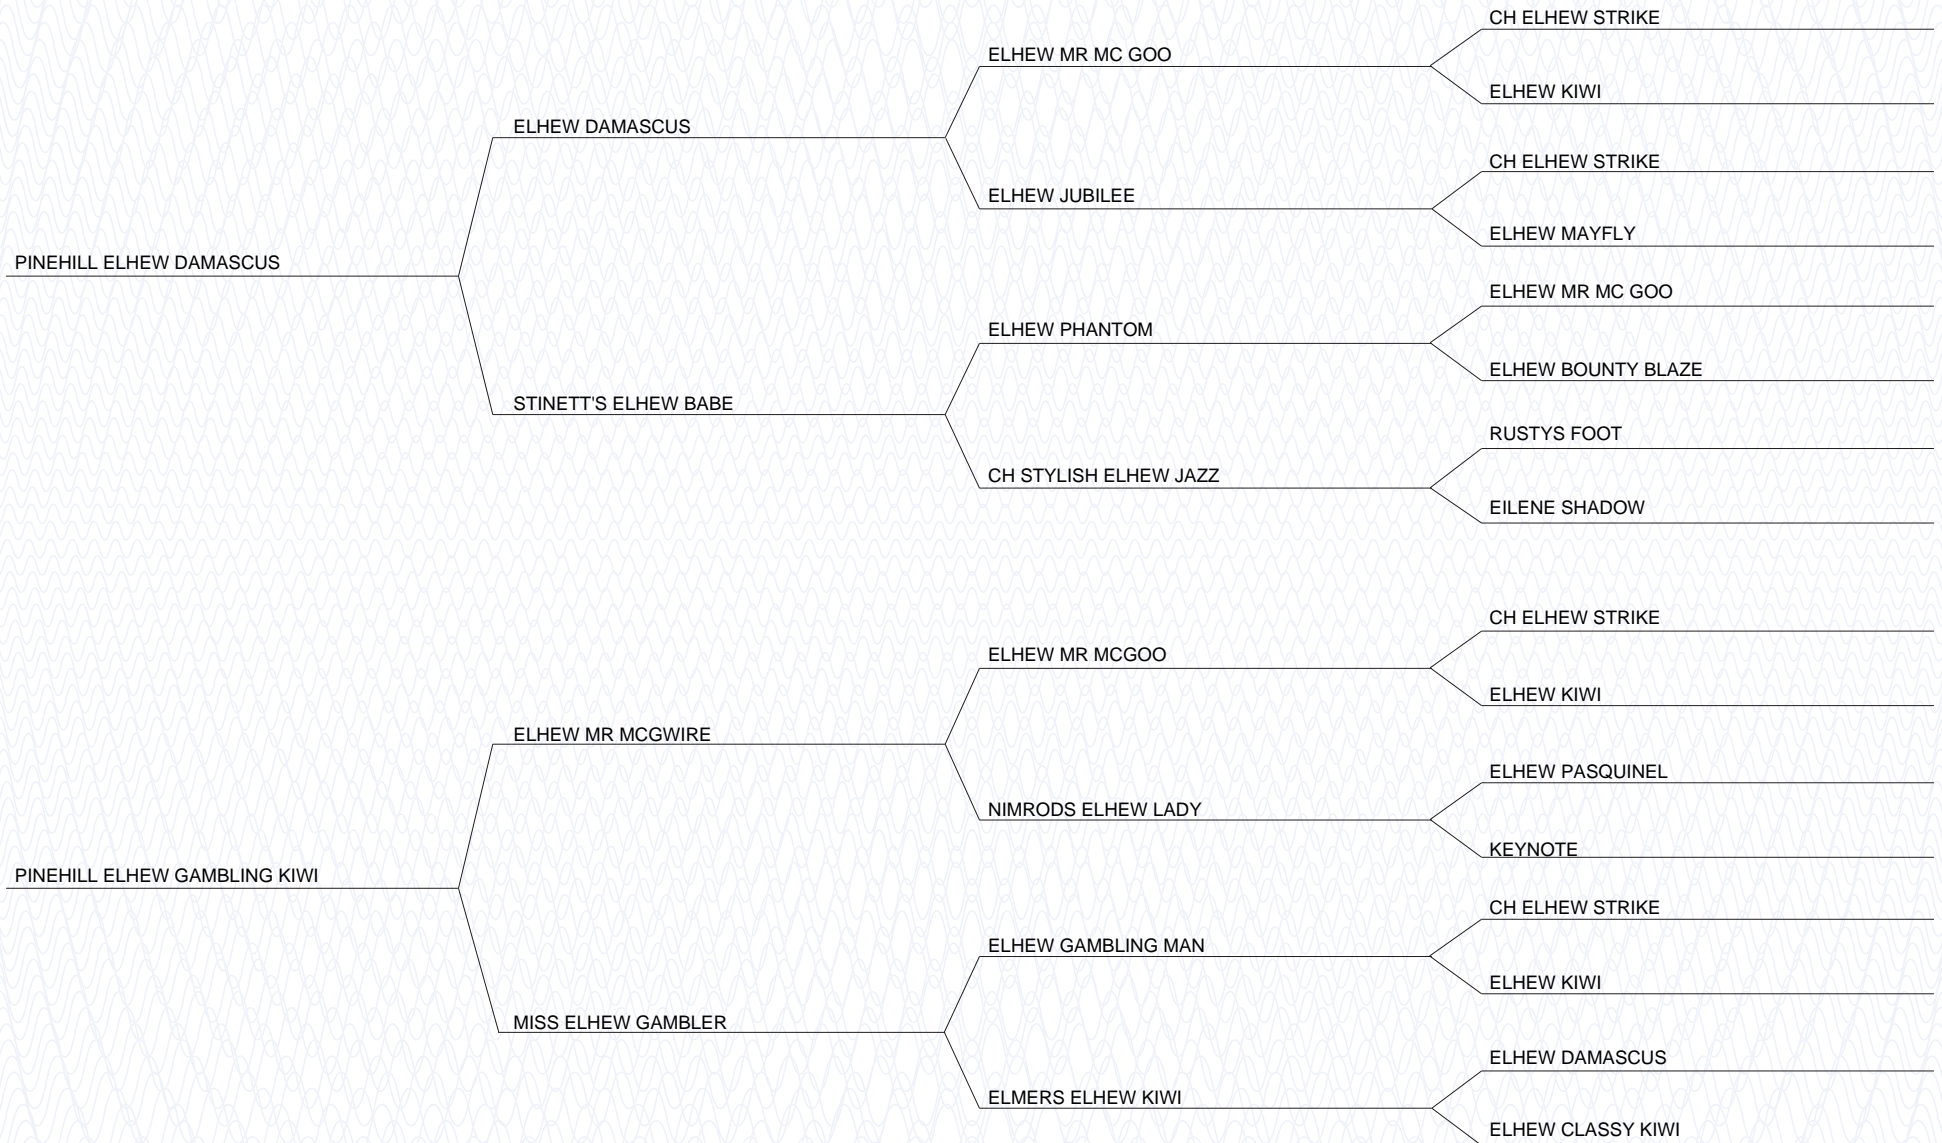 CH ELHEW STRIKE
ELHEW MR MC GOO
ELHEW KIWI
ELHEW DAMASCUS
CH ELHEW STRIKE
ELHEW JUBILEE
ELHEW MAYFLY
PINEHILL ELHEW DAMASCUS
ELHEW MR MC GOO
ELHEW PHANTOM
ELHEW BOUNTY BLAZE
STINETT'S ELHEW BABE
RUSTYS FOOT
CH STYLISH ELHEW JAZZ
EILENE SHADOW
CH ELHEW STRIKE
ELHEW MR MCGOO
ELHEW KIWI
ELHEW MR MCGWIRE
ELHEW PASQUINEL
NIMRODS ELHEW LADY
KEYNOTE
PINEHILL ELHEW GAMBLING KIWI
CH ELHEW STRIKE
ELHEW GAMBLING MAN
ELHEW KIWI
MISS ELHEW GAMBLER
ELHEW DAMASCUS
ELMERS ELHEW KIWI
ELHEW CLASSY KIWI